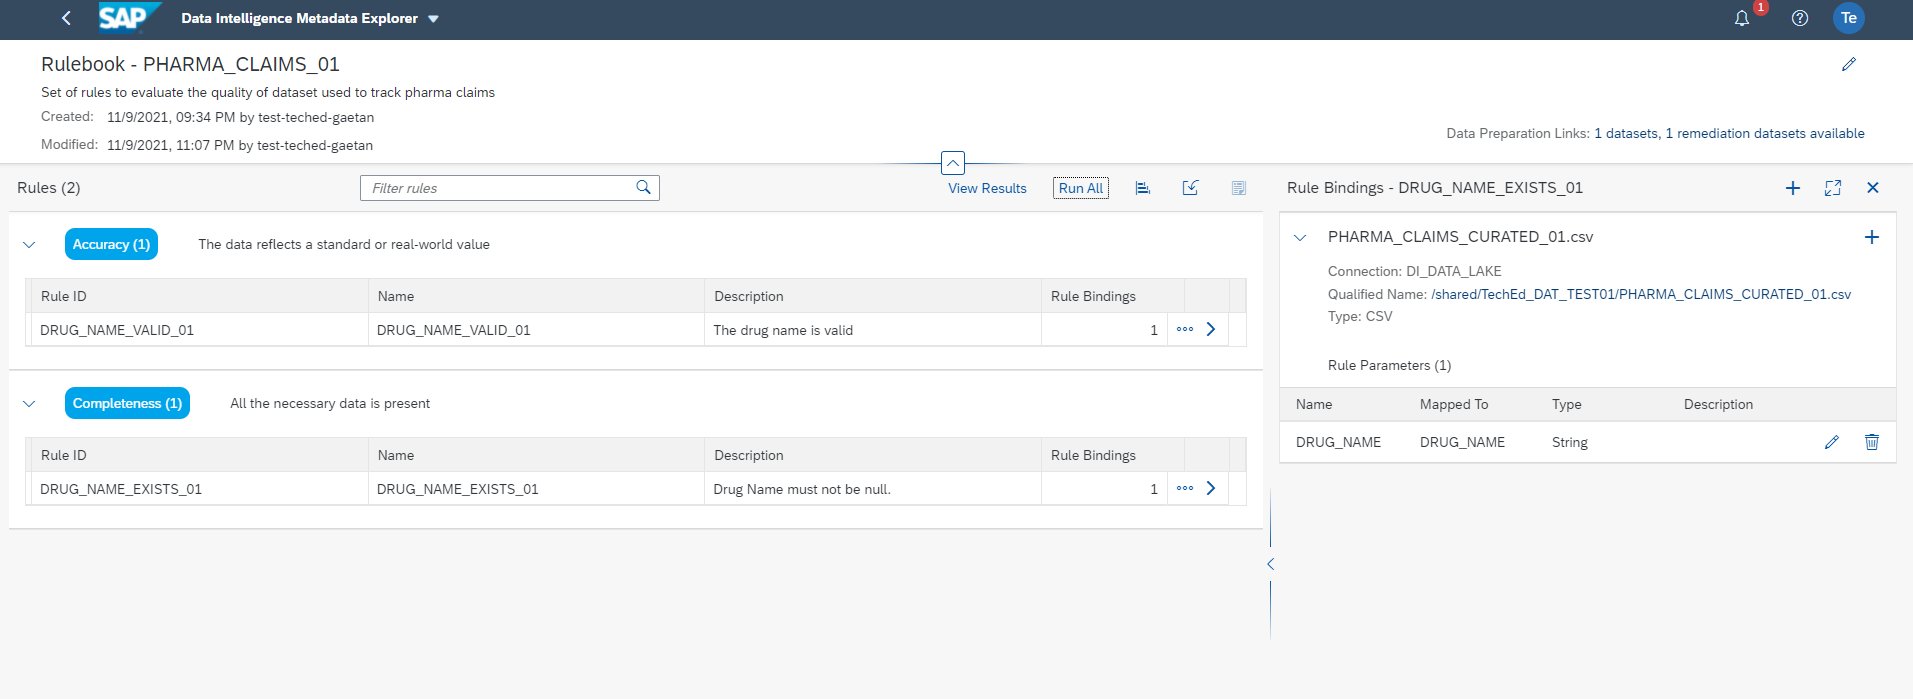 SAP Data Intelligence Metadata Explorer 1 Te
Rulebook - PHARMA_CLAIMS_01
Set of rules to evaluate the quality of dataset used to track pharma claims
Created: 11/9/2021, 09:34 PM by test-teched-gaetan
Modified: 11/9/2021, 11:07 PM by test-teched-gaetan
Data Preparation Links: 1 datasets, 1 remediation datasets available
Rules (2) Filter rules View Results Run All
Accuracy (1) The data reflects a standard or real-world value
Rule ID Name Description Rule Bindings
DRUG_NAME_VALID_01 DRUG_NAME_VALID_01 The drug name is valid 1
Completeness (1) All the necessary data is present
Rule ID Name Description Rule Bindings
DRUG_NAME_EXISTS_01 DRUG_NAME_EXISTS_01 Drug Name must not be null. 1
Rule Bindings - DRUG_NAME_EXISTS_01
PHARMA_CLAIMS_CURATED_01.csv
Connection: DI_DATA_LAKE
Qualified Name: /shared/TechEd_DAT_TEST01/PHARMA_CLAIMS_CURATED_01.csv
Type: CSV
Rule Parameters (1)
Name Mapped To Type Description
DRUG_NAME DRUG_NAME String